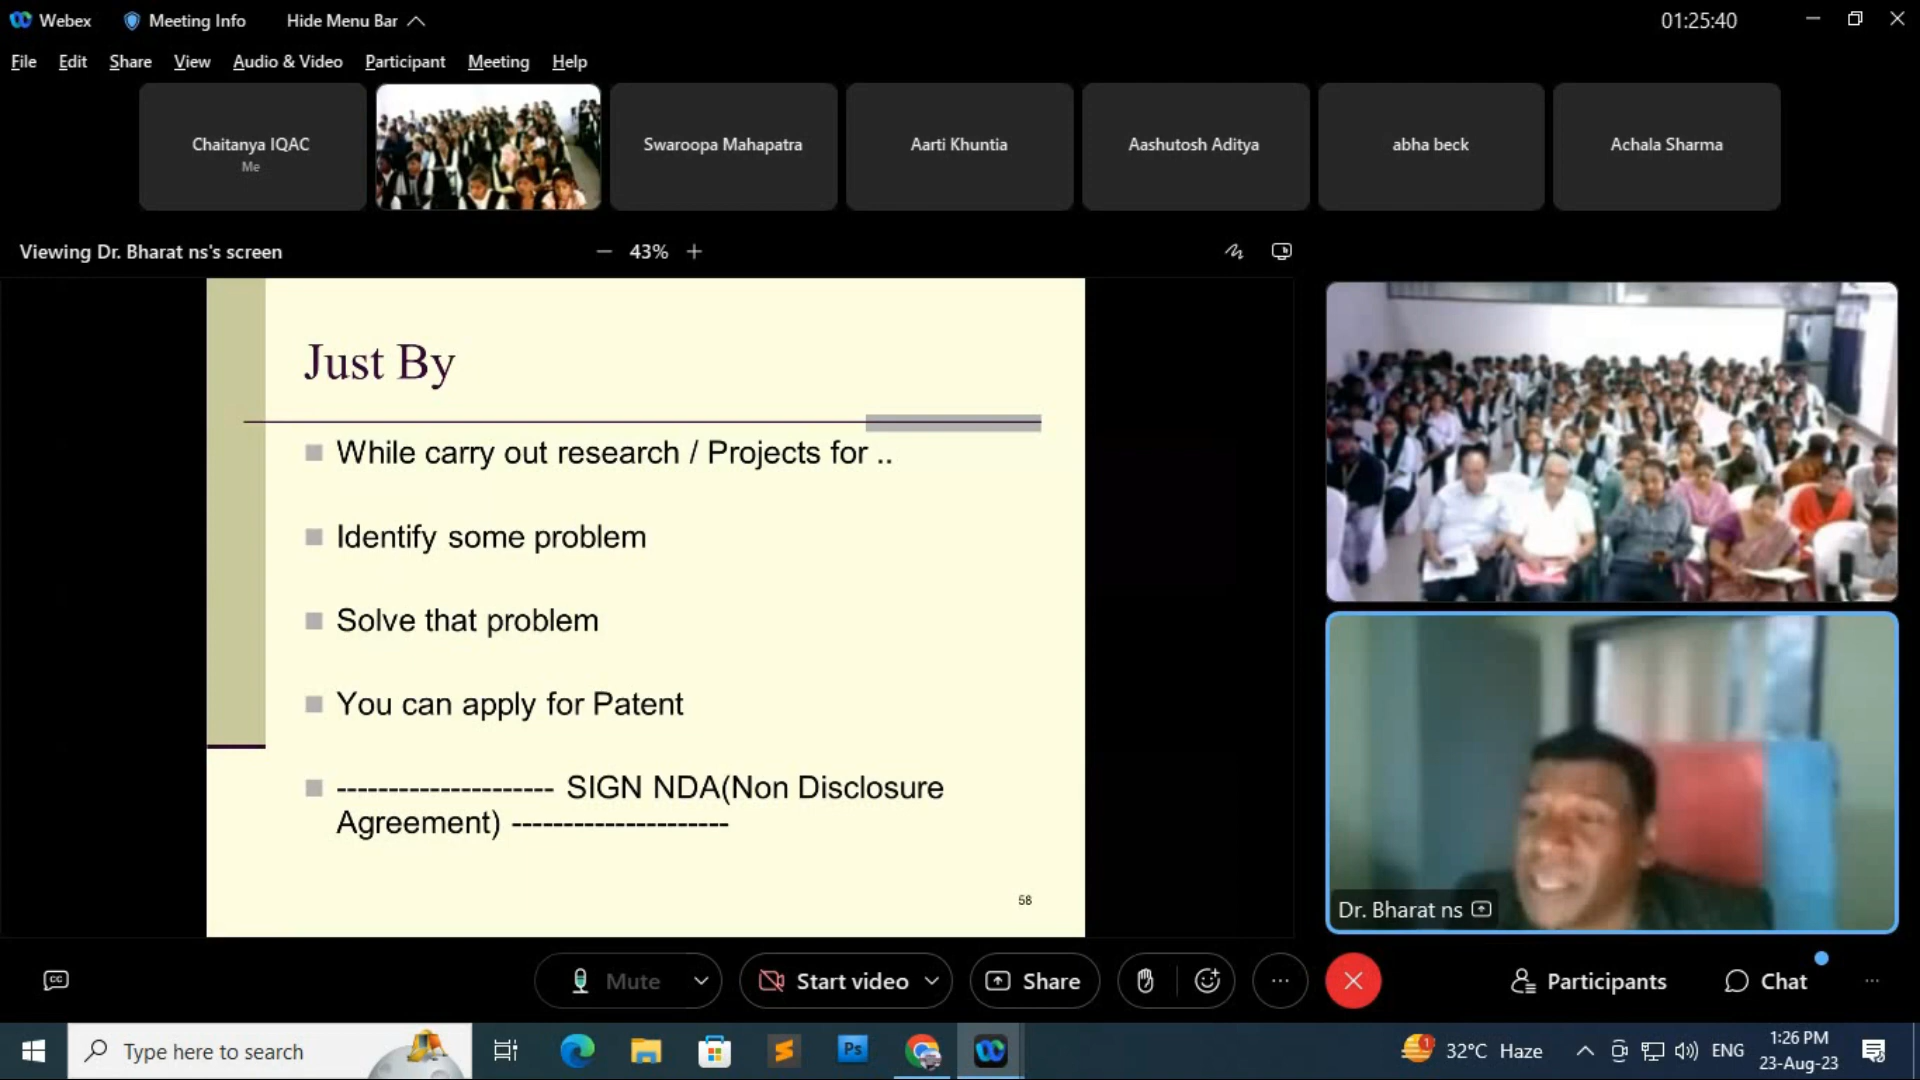 Webex
Meeting Info
Hide Menu Bar
01:25:40
File Edit Share View Audio & Video Participant Meeting Help
Chaitanya IQAC
Me
Swaroopa Mahapatra
Aarti Khuntia
Aashutosh Aditya
abha beck
Achala Sharma
Viewing Dr. Bharat ns's screen
43%
Just By
While carry out research / Projects for ..
Identify some problem
Solve that problem
You can apply for Patent
--------------------- SIGN NDA(Non Disclosure
Agreement) ---------------------
58
Dr. Bharat ns
CC
Mute
Start video
Share
Participants
Chat
Type here to search
Ps
1
32°C Haze
ENG
1:26 PM
23-Aug-23